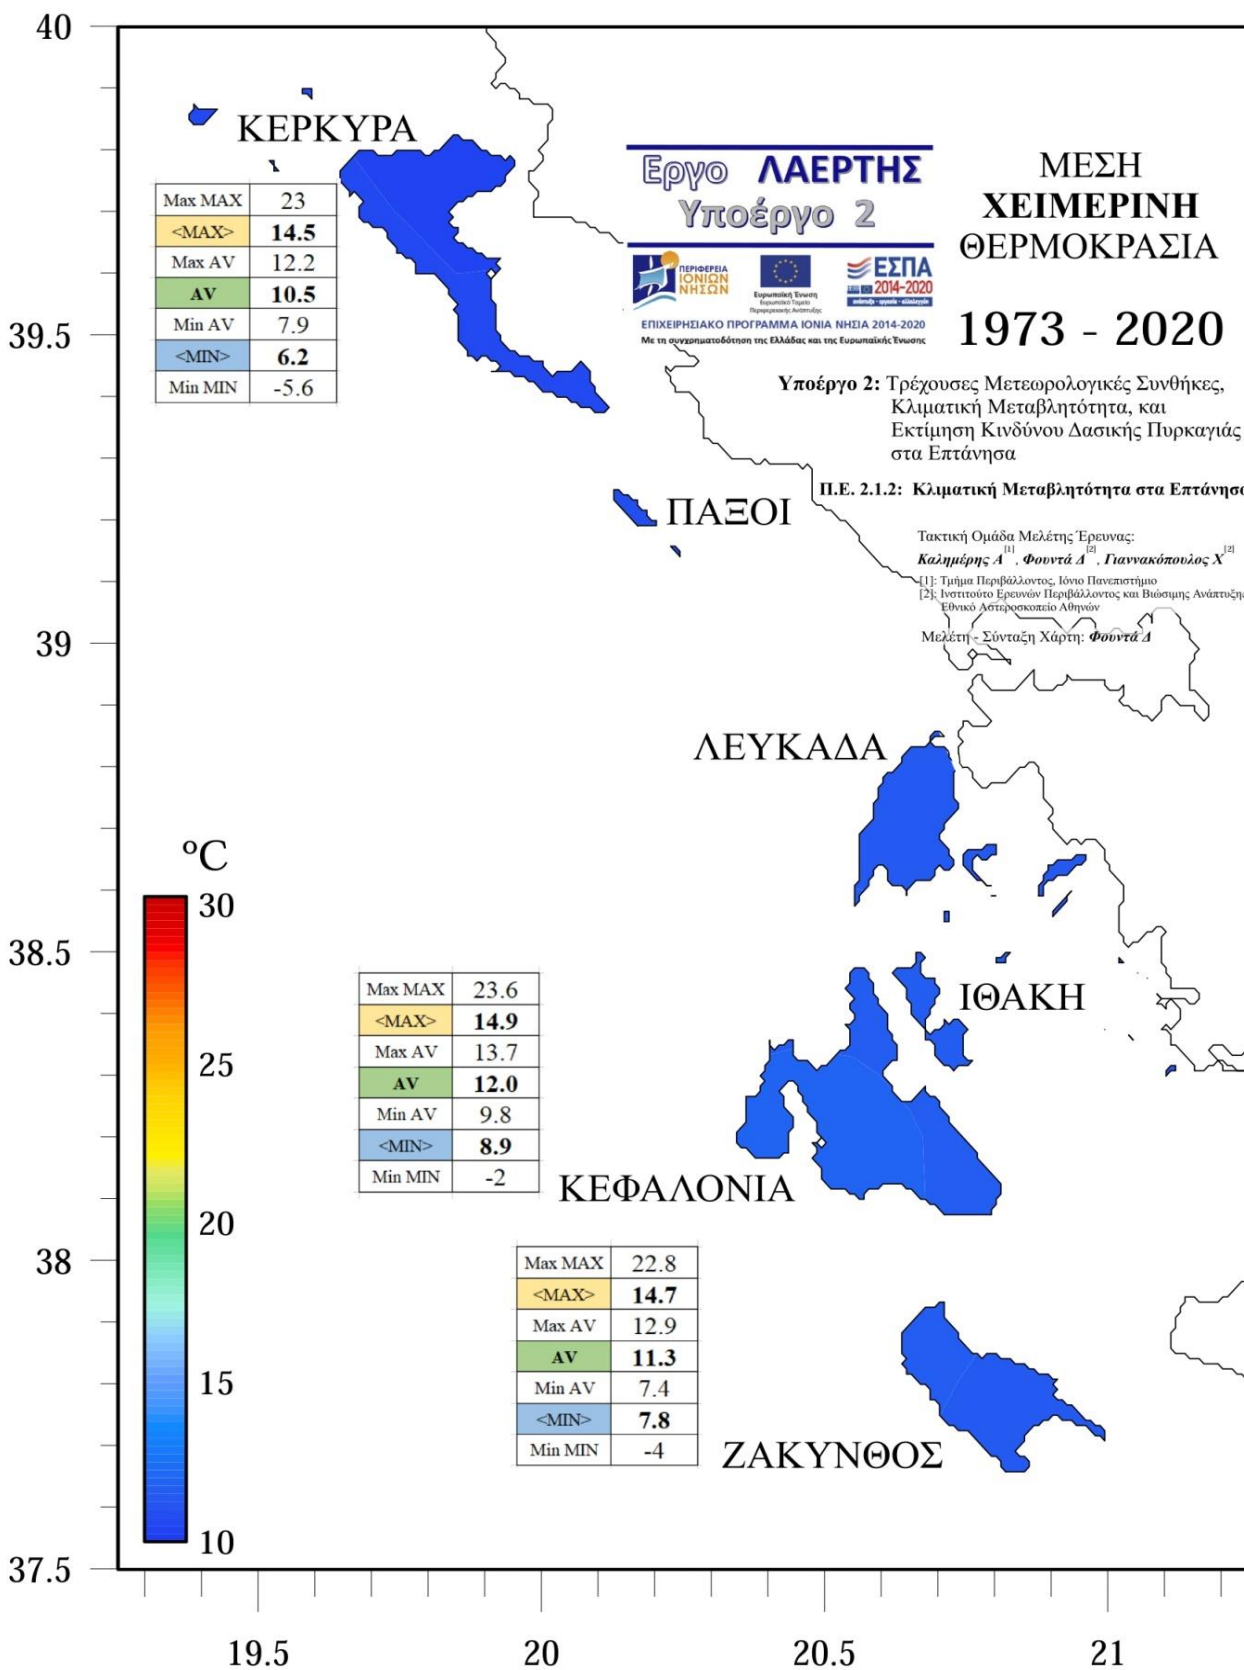 40
ΚΕΡΚΥΡΑ
Max MAX 23
<MAX> 14.5
Max AV 12.2
AV 10.5
Min AV 7.9
<MIN> 6.2
Min MIN -5.6
Εργο ΛΑΕΡΤΗΣ
Υποέργο 2
ΠΕΡΙΦΕΡΕΙΑ
ΙΟΝΙΩΝ
ΝΗΣΩΝ
Ευρωπαϊκή Ένωση
Ευρωπαϊκό Ταμείο
Περιφερειακής Ανάπτυξης
ΕΣΠΑ
2014-2020
ανάπτυξη - εργασία - αλληλεγγύη
ΕΠΙΧΕΙΡΗΣΙΑΚΟ ΠΡΟΓΡΑΜΜΑ ΙΟΝΙΑ ΝΗΣΙΑ 2014-2020
Με τη συγχρηματοδότηση της Ελλάδας και της Ευρωπαϊκής Ένωσης
ΜΕΣΗ
ΧΕΙΜΕΡΙΝΗ
ΘΕΡΜΟΚΡΑΣΙΑ
1973 - 2020
39.5
Υποέργο 2: Τρέχουσες Μετεωρολογικές Συνθήκες,
Κλιματική Μεταβλητότητα, και
Εκτίμηση Κινδύνου Δασικής Πυρκαγιάς
στα Επτάνησα
Π.Ε. 2.1.2: Κλιματική Μεταβλητότητα στα Επτάνησα
ΠΑΞΟΙ
Τακτική Ομάδα Μελέτης Έρευνας:
Καλημέρης Α[1], Φουντά Δ[2], Γιαννακόπουλος Χ[2]
[1]: Τμήμα Περιβάλλοντος, Ιόνιο Πανεπιστήμιο
[2]: Ινστιτούτο Ερευνών Περιβάλλοντος και Βιώσιμης Ανάπτυξης
Εθνικό Αστεροσκοπείο Αθηνών
Μελέτη - Σύνταξη Χάρτη: Φουντά Δ
39
ΛΕΥΚΑΔΑ
°C
30
25
20
15
10
38.5
Max MAX 23.6
<MAX> 14.9
Max AV 13.7
AV 12.0
Min AV 9.8
<MIN> 8.9
Min MIN -2
ΙΘΑΚΗ
ΚΕΦΑΛΟΝΙΑ
38
Max MAX 22.8
<MAX> 14.7
Max AV 12.9
AV 11.3
Min AV 7.4
<MIN> 7.8
Min MIN -4
ΖΑΚΥΝΘΟΣ
37.5
19.5 20 20.5 21